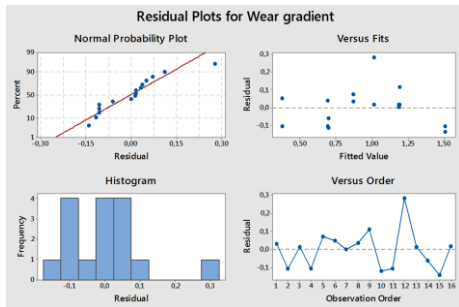 Residual Plots for Wear gradient
Normal Probability Plot
99
90
50
10
1
Percent
-0,30
-0,15
0,00
0,15
0,30
Residual
Versus Fits
0,3
0,2
0,1
0,0
-0,1
Residual
0,50
0,75
1,00
1,25
1,50
Fitted Value
Histogram
4
3
2
1
0
Frequency
-0,1
0,0
0,1
0,2
0,3
Residual
Versus Order
0,3
0,2
0,1
0,0
-0,1
Residual
1 2 3 4 5 6 7 8 9 10 11 12 13 14 15 16
Observation Order